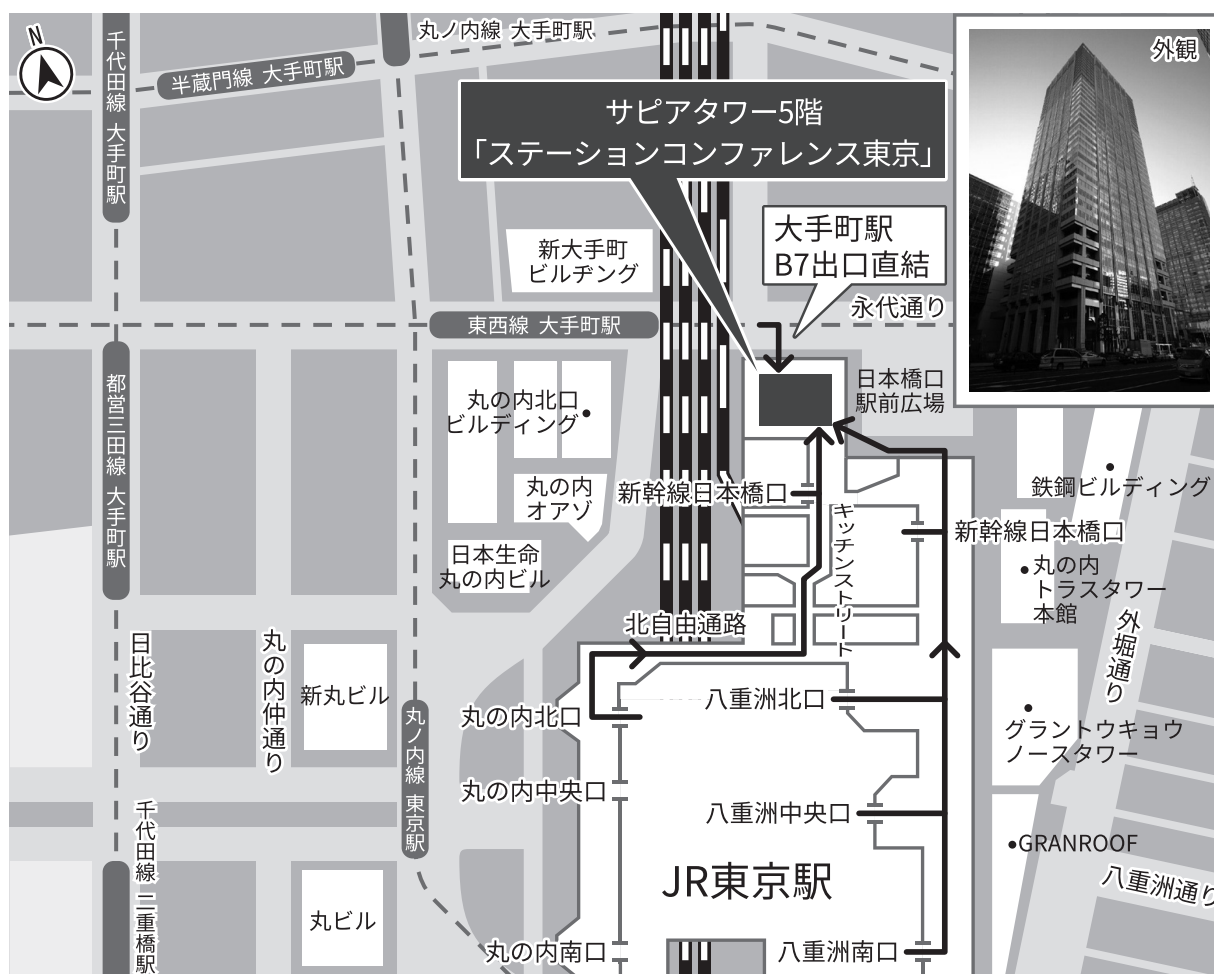 N
千代田線 大手町駅
半蔵門線 大手町駅
丸ノ内線 大手町駅
外観
サピアタワー5階
「ステーションコンファレンス東京」
大手町駅
B7出口直結
新大手町
ビルヂング
永代通り
東西線 大手町駅
都営三田線 大手町駅
丸の内北口
ビルディング
日本橋口
駅前広場
丸の内
オアゾ
新幹線日本橋口
キッチンストリート
鉄鋼ビルディング
新幹線日本橋口
日本生命
丸の内ビル
丸の内
トラスタワー
本館
北自由通路
外堀通り
日比谷通り
丸の内仲通り
新丸ビル
丸ノ内線 東京駅
丸の内北口
八重洲北口
グラントウキョウ
ノースタワー
丸の内中央口
八重洲中央口
千代田線 二重橋駅
GRANROOF
JR東京駅
八重洲通り
丸ビル
丸の内南口
八重洲南口